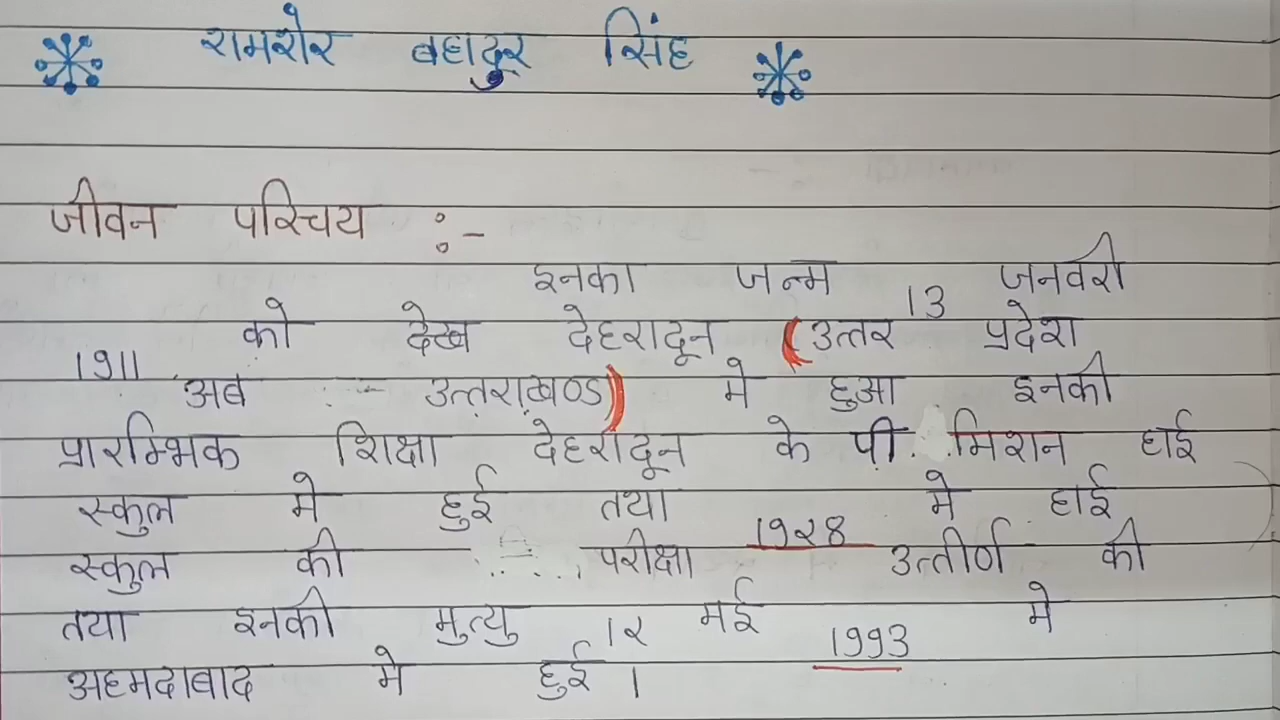 रामशेर बहादुर सिंह
जीवन परिचय :-
इनका जन्म 13 जनवरी
1911 को देख देहरादून (उत्तर प्रदेश
अब :- उत्तराखण्ड) मे हुआ इनकी
प्रारम्भिक शिक्षा देहरादून के पी. मिशन हाई
स्कुल मे हुई तथा 1928 मे हाई
स्कुल की परीक्षा उत्तीर्ण की
तथा इनकी मुत्यु 12 मई 1993 मे
अहमदाबाद मे हुई ।